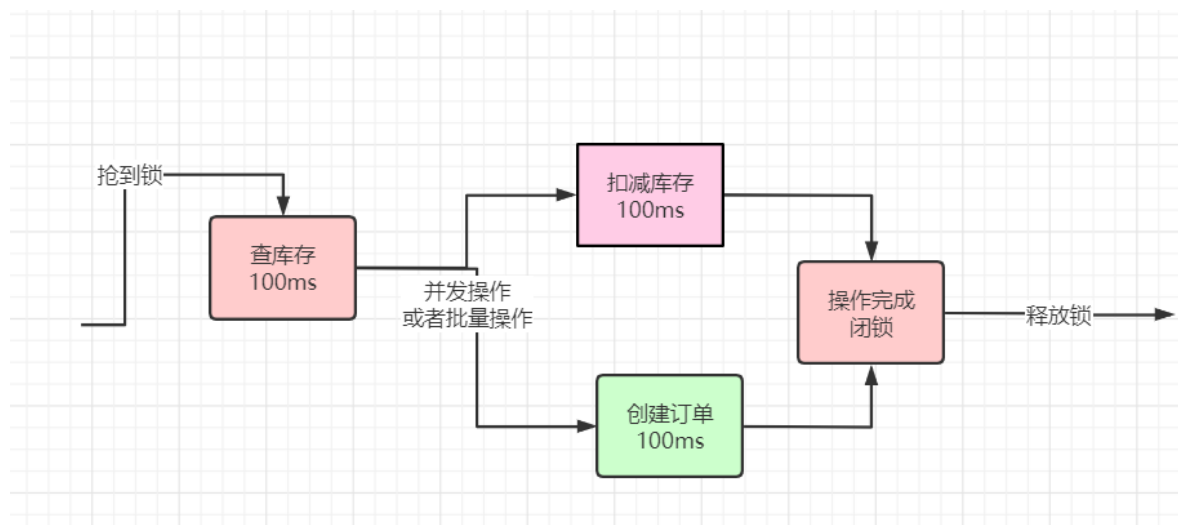 抢到锁
查库存
100ms
并发操作
或者批量操作
扣减库存
100ms
创建订单
100ms
操作完成
闭锁
释放锁